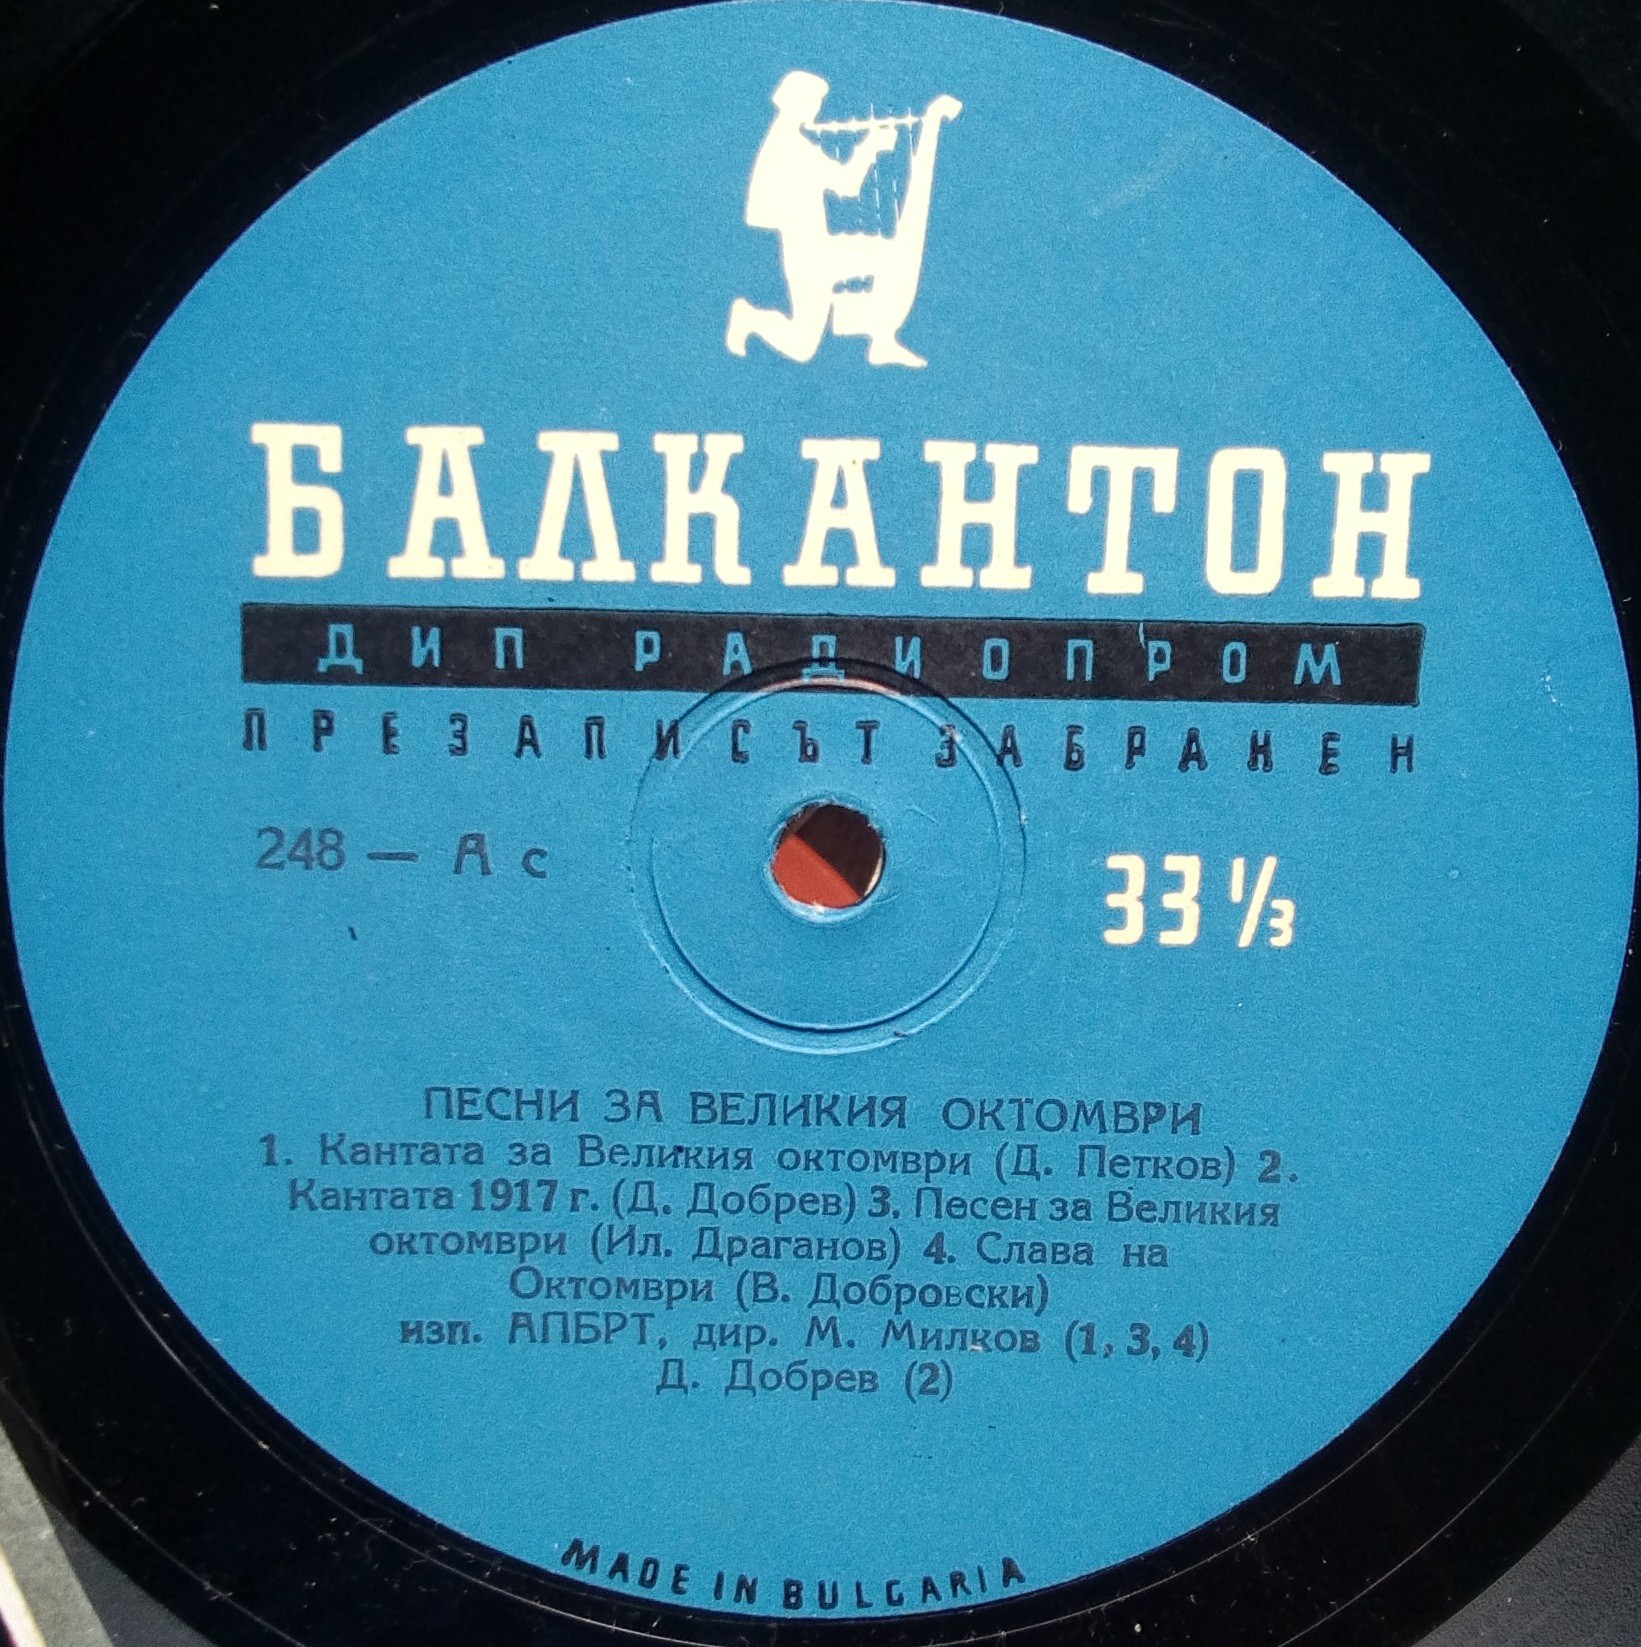 БАЛКАНТОН
ДИП РАДИОПРОМ
ПРЕЗАПИСЪТ ЗАБРАНЕН
248 — А с
33 1/3
ПЕСНИ ЗА ВЕЛИКИЯ ОКТОМВРИ
1. Кантата за Великия октомври (Д. Петков) 2.
Кантата 1917 г. (Д. Добрев) 3. Песен за Великия
октомври (Ил. Драганов) 4. Слава на
Октомври (В. Добровски)
изп. АПБРТ, дир. М. Милков (1, 3, 4)
Д. Добрев (2)
MADE IN BULGARIA